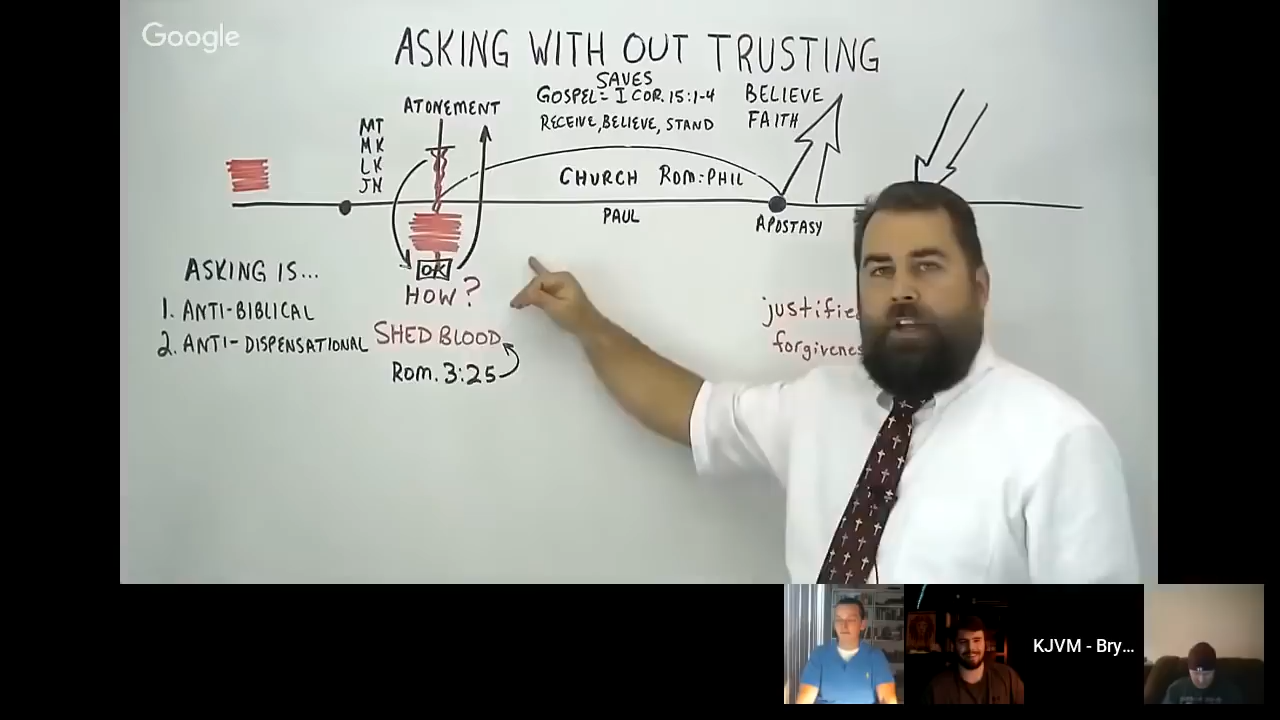 Google
ASKING WITH OUT TRUSTING
SAVES
GOSPEL = I COR. 15:1-4
RECEIVE, BELIEVE, STAND
BELIEVE
FAITH
ATONEMENT
MT
MK
LK
JN
CHURCH ROM:PHIL
PAUL
APOSTASY
OK
HOW?
SHED BLOOD
ROM. 3:25
ASKING IS...
1. ANTI-BIBLICAL
2. ANTI-DISPENSATIONAL
justifie
forgivenes
KJVM - Bry...